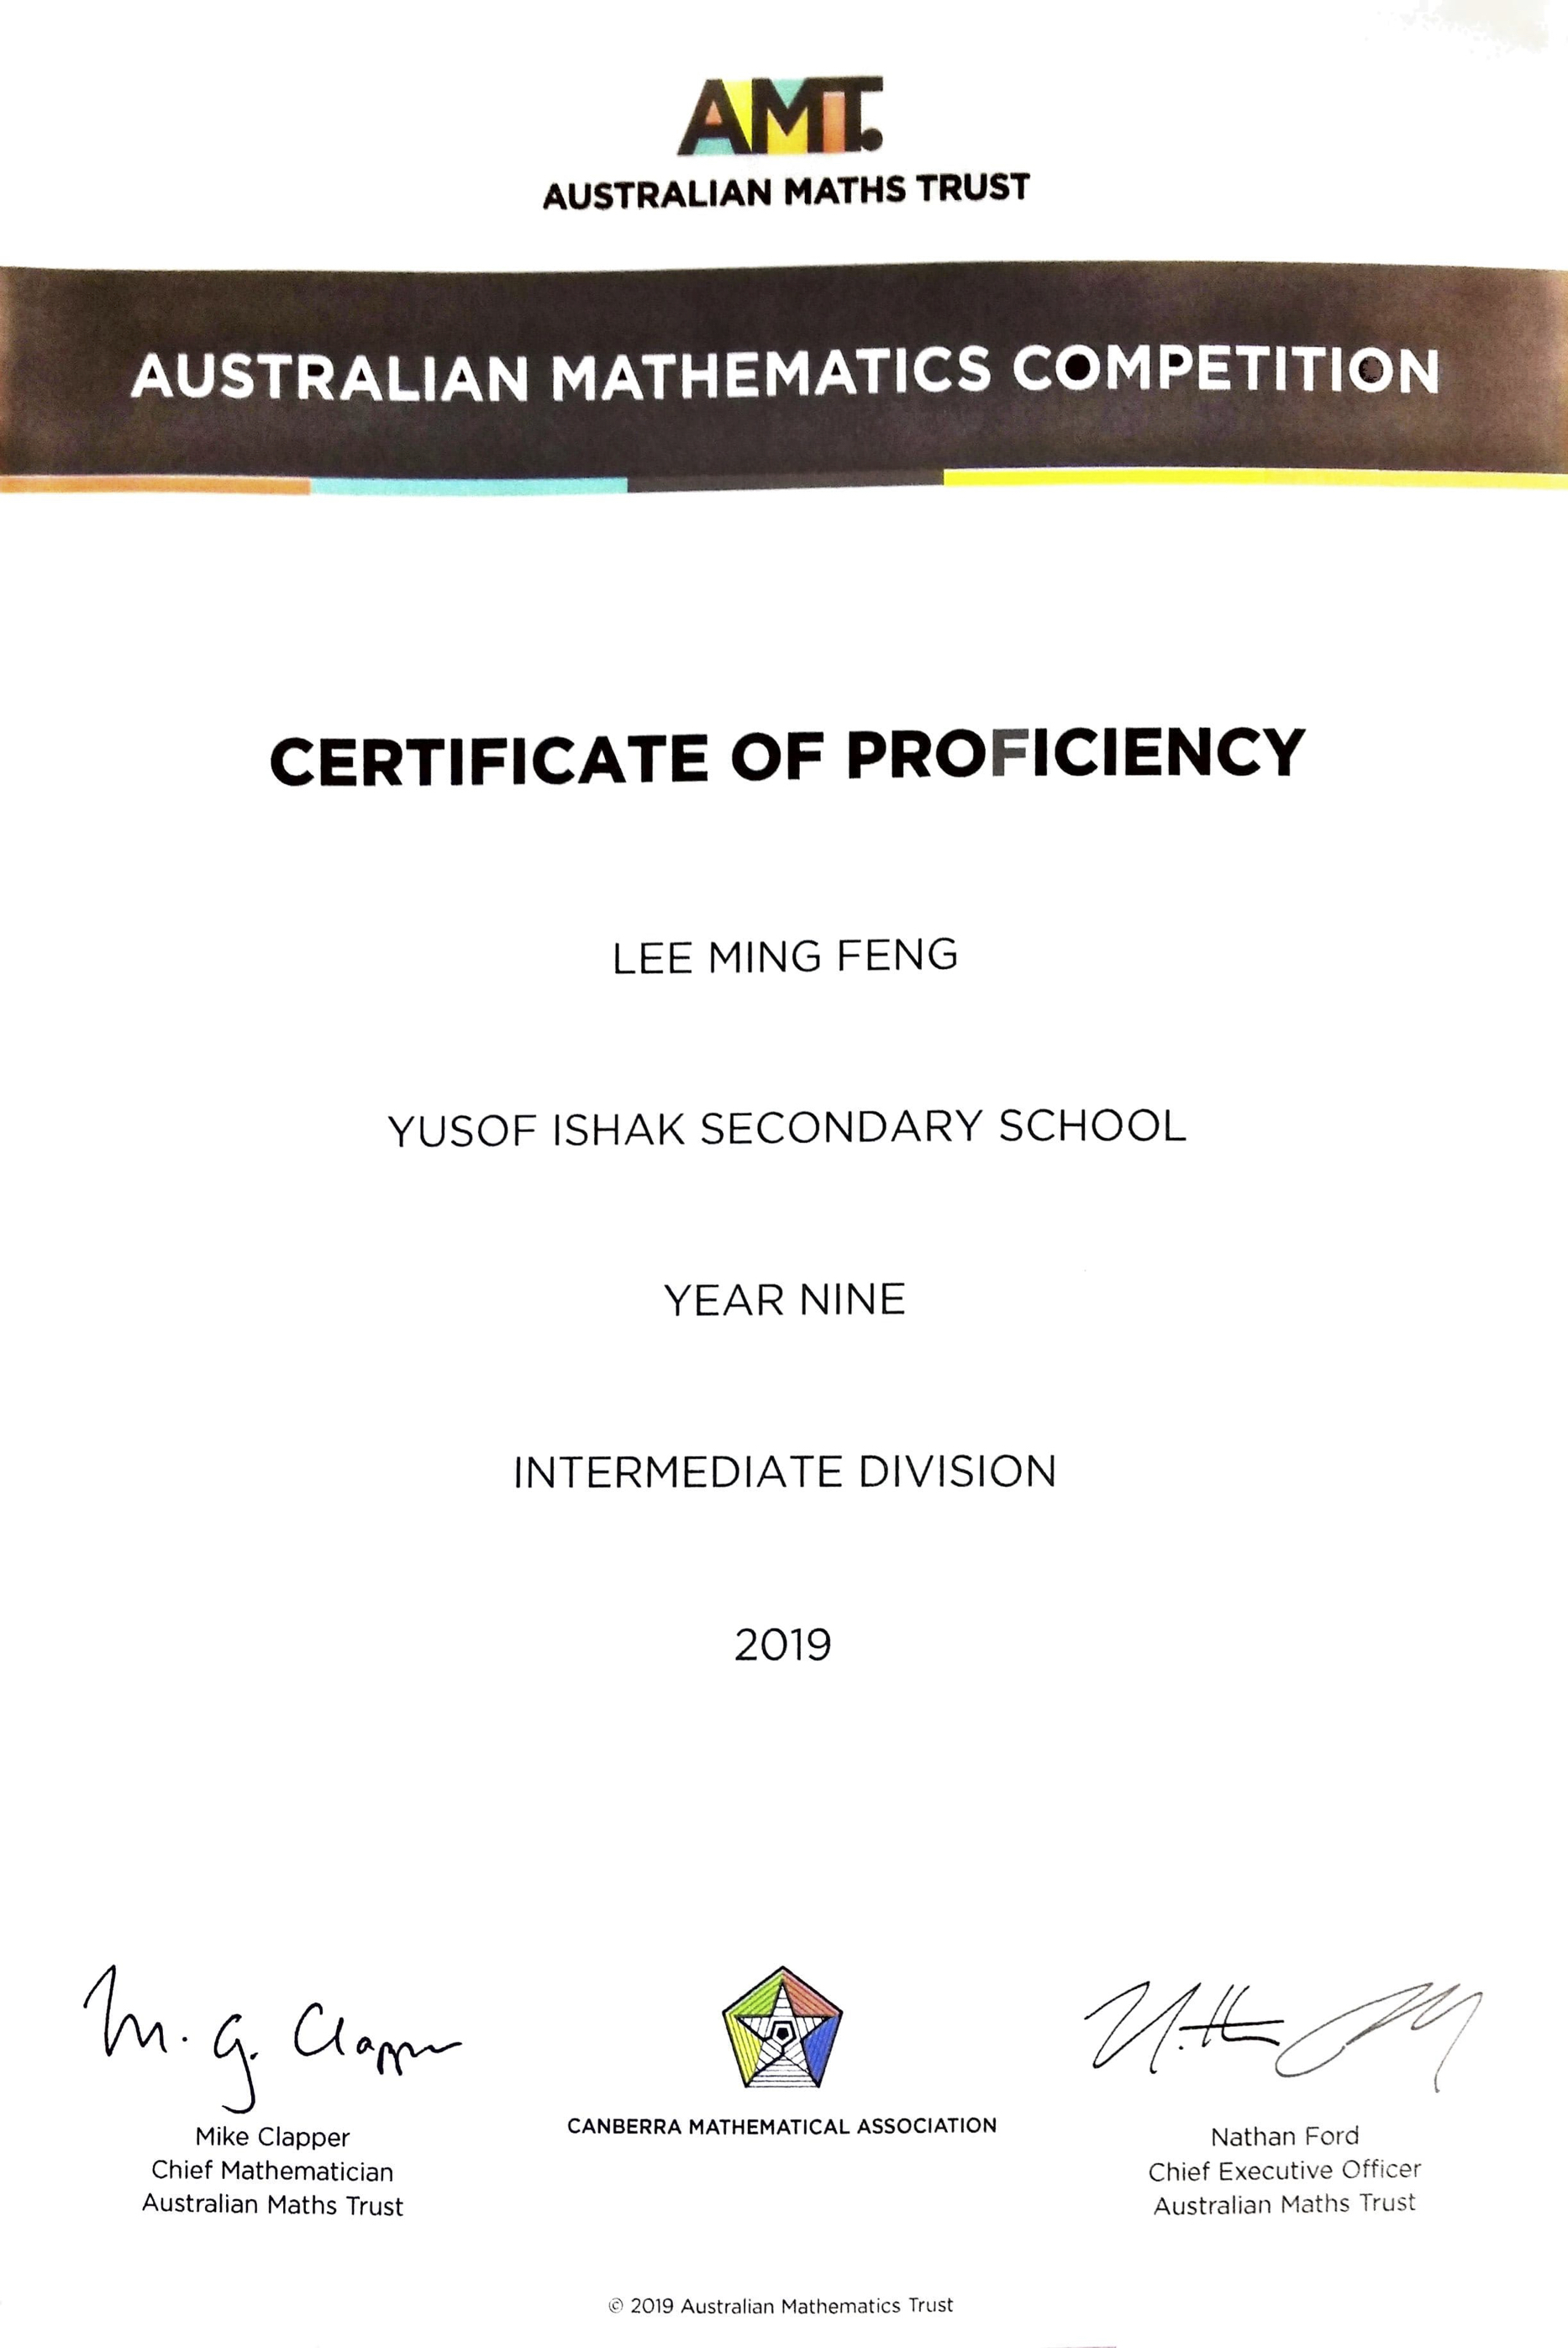 AMT.
AUSTRALIAN MATHS TRUST
AUSTRALIAN MATHEMATICS COMPETITION
CERTIFICATE OF PROFICIENCY
LEE MING FENG
YUSOF ISHAK SECONDARY SCHOOL
YEAR NINE
INTERMEDIATE DIVISION
2019
M. G. Clapper
Mike Clapper
Chief Mathematician
Australian Maths Trust
CANBERRA MATHEMATICAL ASSOCIATION
Nathan Ford
Chief Executive Officer
Australian Maths Trust
© 2019 Australian Mathematics Trust